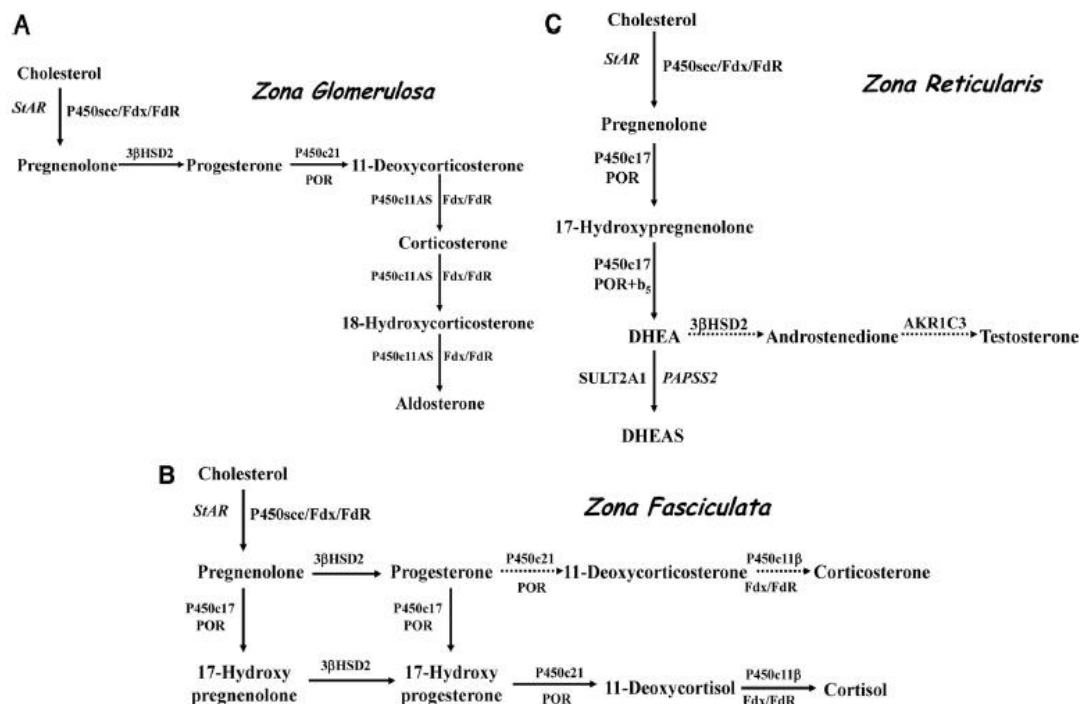 A
Cholesterol
Zona Glomerulosa
StAR P450scc/Fdx/FdR
Pregnenolone 3βHSD2 Progesterone P450c21 11-Deoxycorticosterone
POR
P450c11AS Fdx/FdR
Corticosterone
P450c11AS Fdx/FdR
18-Hydroxycorticosterone
P450c11AS Fdx/FdR
Aldosterone
C
Cholesterol
StAR P450scc/Fdx/FdR
Zona Reticularis
Pregnenolone
P450c17
POR
17-Hydroxypregnenolone
P450c17
POR+b₅
DHEA 3βHSD2 Androstenedione AKR1C3 Testosterone
SULT2A1 PAPSS2
DHEAS
B
Cholesterol
StAR P450scc/Fdx/FdR
Zona Fasciculata
Pregnenolone 3βHSD2 Progesterone P450c21 11-Deoxycorticosterone P450c11β Corticosterone
POR Fdx/FdR
P450c17 P450c17
POR POR
17-Hydroxy 3βHSD2 17-Hydroxy P450c21 11-Deoxycortisol P450c11β Cortisol
pregnenolone progesterone POR Fdx/FdR